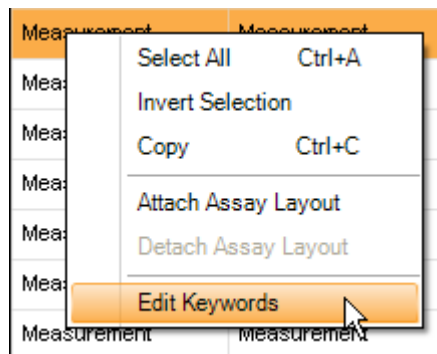 Measurement Measurement
Select All Ctrl+A
Invert Selection
Copy Ctrl+C
Attach Assay Layout
Detach Assay Layout
Edit Keywords
Measurement Measurement